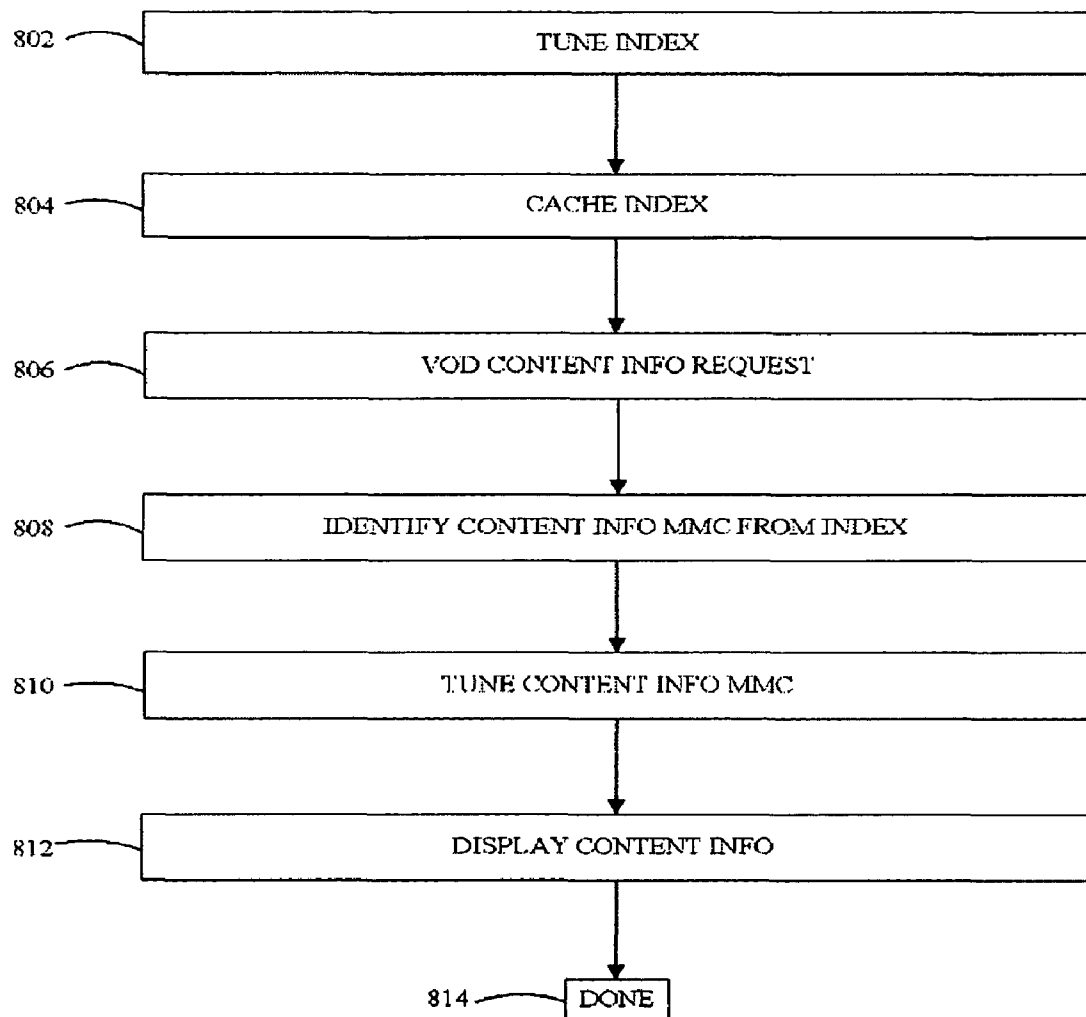 802 TUNE INDEX
804 CACHE INDEX
806 VOD CONTENT INFO REQUEST
808 IDENTIFY CONTENT INFO MMC FROM INDEX
810 TUNE CONTENT INFO MMC
812 DISPLAY CONTENT INFO
814 DONE